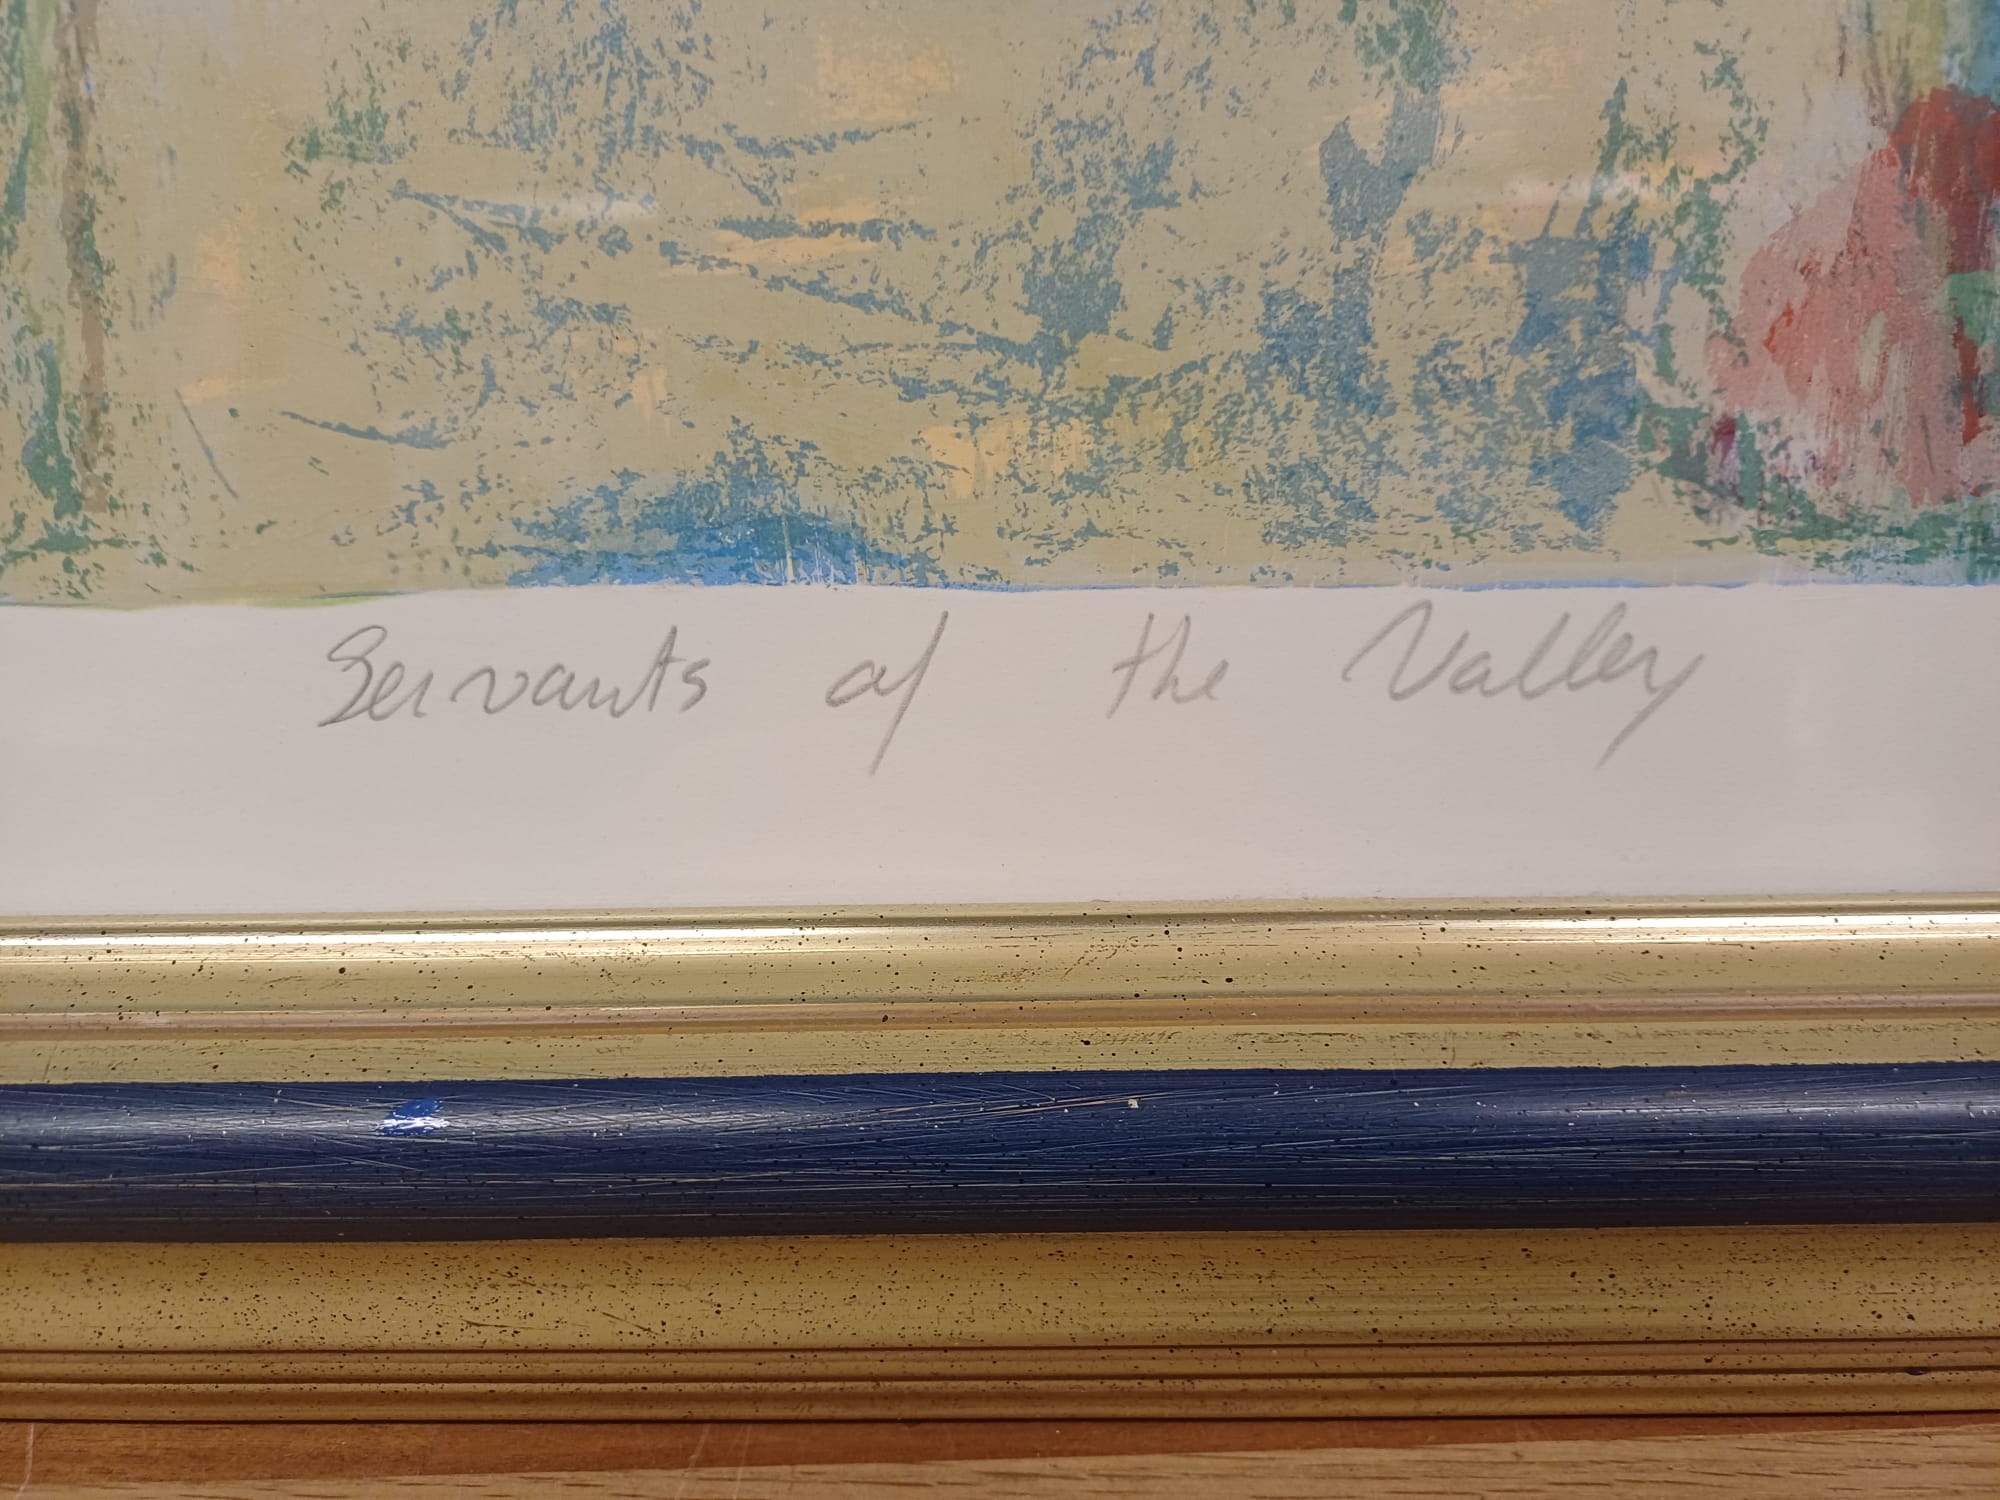 Servants of the Valley